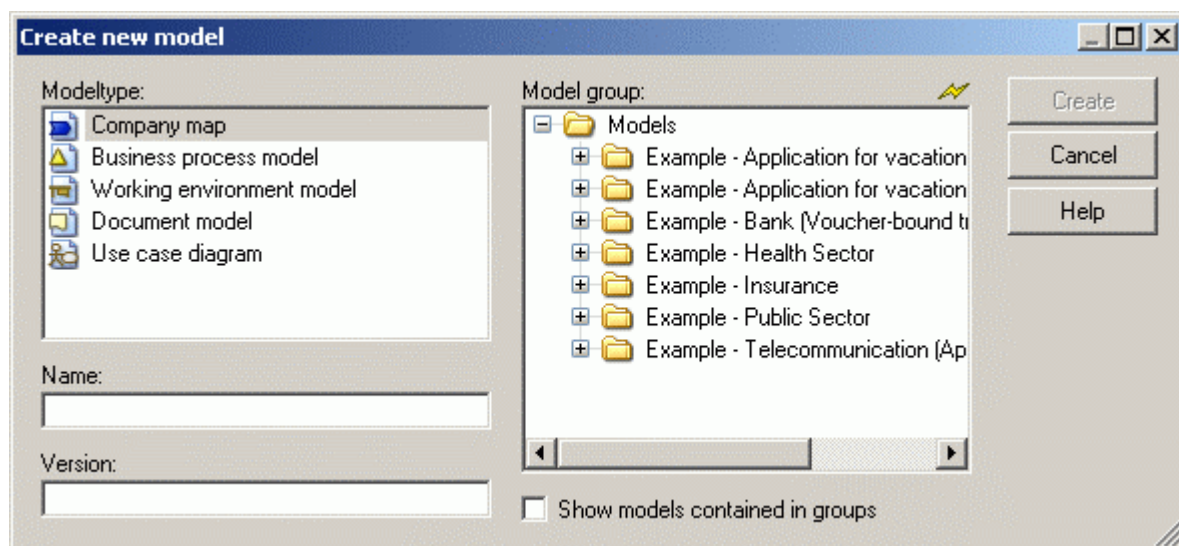 Create new model
Modeltype:
Company map
Business process model
Working environment model
Document model
Use case diagram
Name:
Version:
Model group:
Models
Example - Application for vacation
Example - Application for vacation
Example - Bank (Voucher-bound t
Example - Health Sector
Example - Insurance
Example - Public Sector
Example - Telecommunication (Ap
Show models contained in groups
Create
Cancel
Help